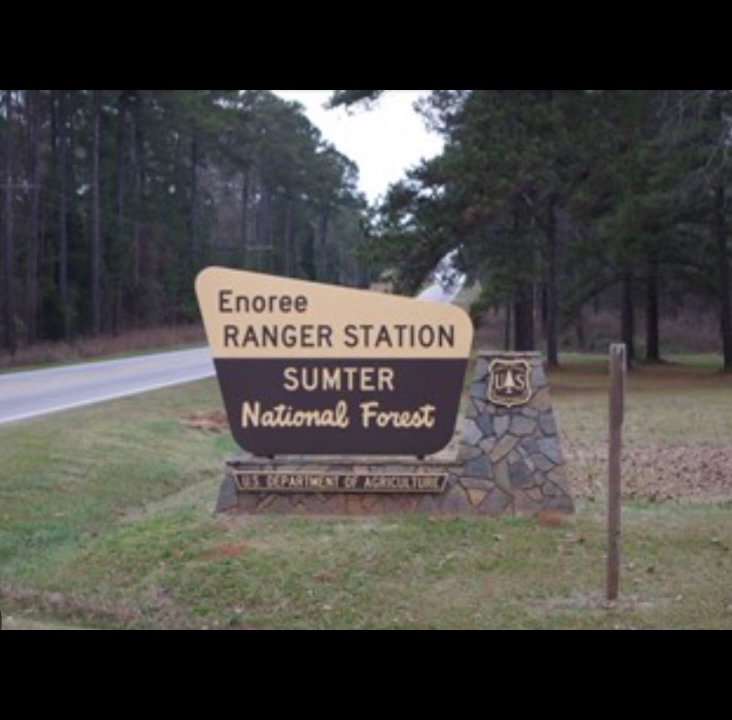 Enoree
RANGER STATION
SUMTER
National Forest
US
U.S. DEPARTMENT OF AGRICULTURE